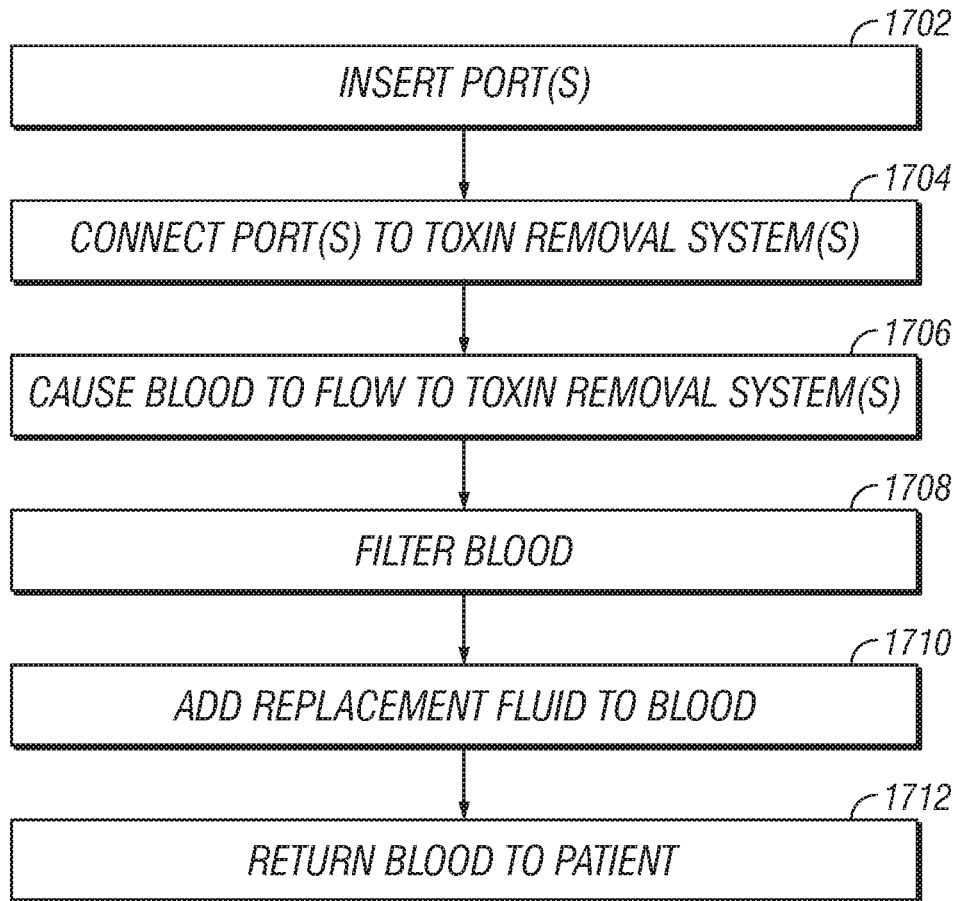 1702
INSERT PORT(S)
1704
CONNECT PORT(S) TO TOXIN REMOVAL SYSTEM(S)
1706
CAUSE BLOOD TO FLOW TO TOXIN REMOVAL SYSTEM(S)
1708
FILTER BLOOD
1710
ADD REPLACEMENT FLUID TO BLOOD
1712
RETURN BLOOD TO PATIENT